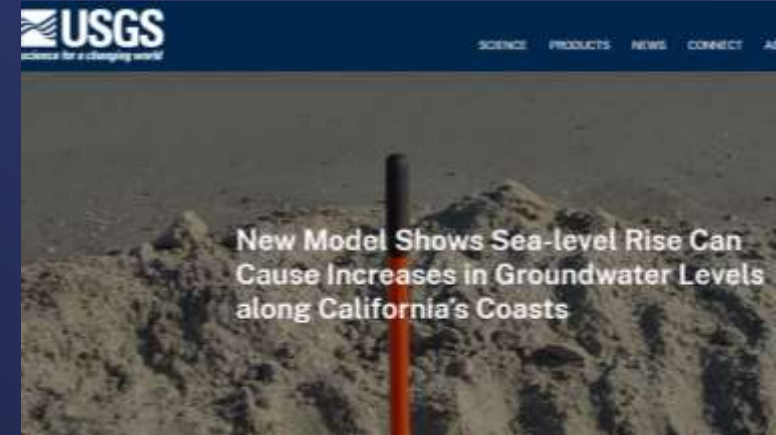 USGS
science for a changing world
SCIENCE PRODUCTS NEWS CONNECT
New Model Shows Sea-level Rise Can
Cause Increases in Groundwater Levels
along California's Coasts